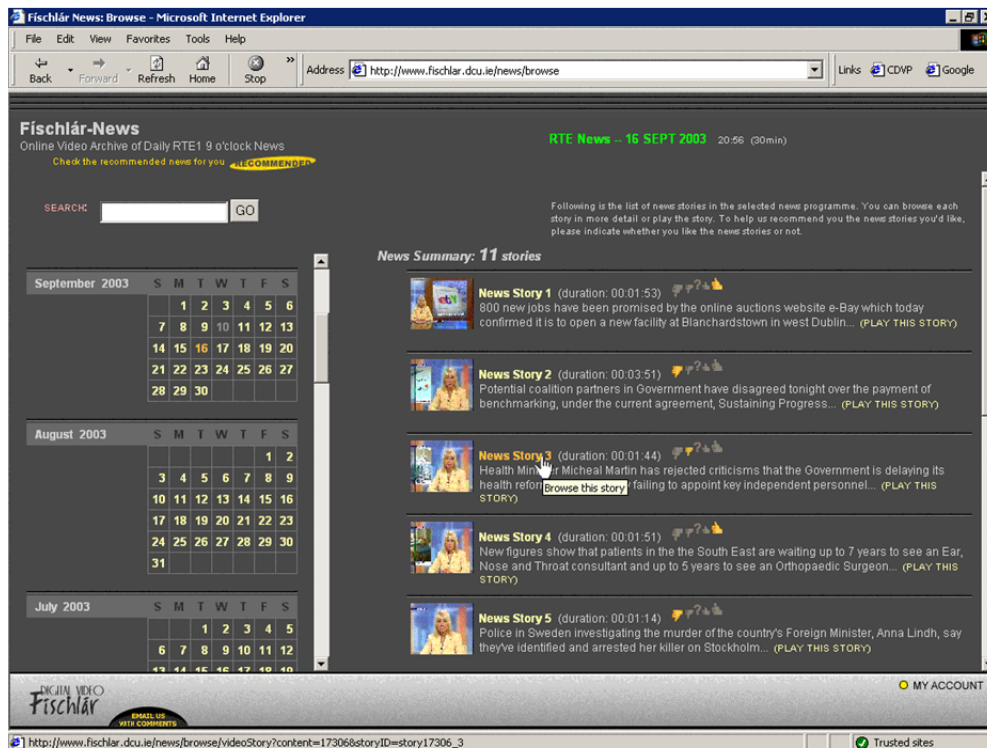 Físchlár News: Browse - Microsoft Internet Explorer
File Edit View Favorites Tools Help
Back Forward Refresh Home Stop » Address http://www.fischlar.dcu.ie/news/browse Links CDVP Google
Físchlár-News
Online Video Archive of Daily RTE1 9 o'clock News
Check the recommended news for you RECOMMENDED
RTE News -- 16 SEPT 2003 20:56 (30min)
SEARCH: GO
Following is the list of news stories in the selected news programme. You can browse each
story in more detail or play the story. To help us recommend you the news stories you'd like,
please indicate whether you like the news stories or not.
News Summary: 11 stories
September 2003 S M T W T F S
1 2 3 4 5 6
7 8 9 10 11 12 13
14 15 16 17 18 19 20
21 22 23 24 25 26 27
28 29 30
August 2003 S M T W T F S
1 2
3 4 5 6 7 8 9
10 11 12 13 14 15 16
17 18 19 20 21 22 23
24 25 26 27 28 29 30
31
July 2003 S M T W T F S
1 2 3 4 5
6 7 8 9 10 11 12
13 14 15 16 17 18 19
News Story 1 (duration: 00:01:53)
800 new jobs have been promised by the online auctions website e-Bay which today
confirmed it is to open a new facility at Blanchardstown in west Dublin... (PLAY THIS STORY)
News Story 2 (duration: 00:03:51)
Potential coalition partners in Government have disagreed tonight over the payment of
benchmarking, under the current agreement, Sustaining Progress... (PLAY THIS STORY)
News Story 3 (duration: 00:01:44)
Health Minister Micheal Martin has rejected criticisms that the Government is delaying its
health refor failing to appoint key independent personnel... (PLAY THIS
STORY)
Browse this story
News Story 4 (duration: 00:01:51)
New figures show that patients in the the South East are waiting up to 7 years to see an Ear,
Nose and Throat consultant and up to 5 years to see an Orthopaedic Surgeon... (PLAY THIS
STORY)
News Story 5 (duration: 00:01:14)
Police in Sweden investigating the murder of the country's Foreign Minister, Anna Lindh, say
they've identified and arrested her killer on Stockholm... (PLAY THIS STORY)
DIGITAL VIDEO
Físchlár
EMAIL US
WITH COMMENTS
MY ACCOUNT
http://www.fischlar.dcu.ie/news/browse/videoStory?content=17306&storyID=story17306_3 Trusted sites